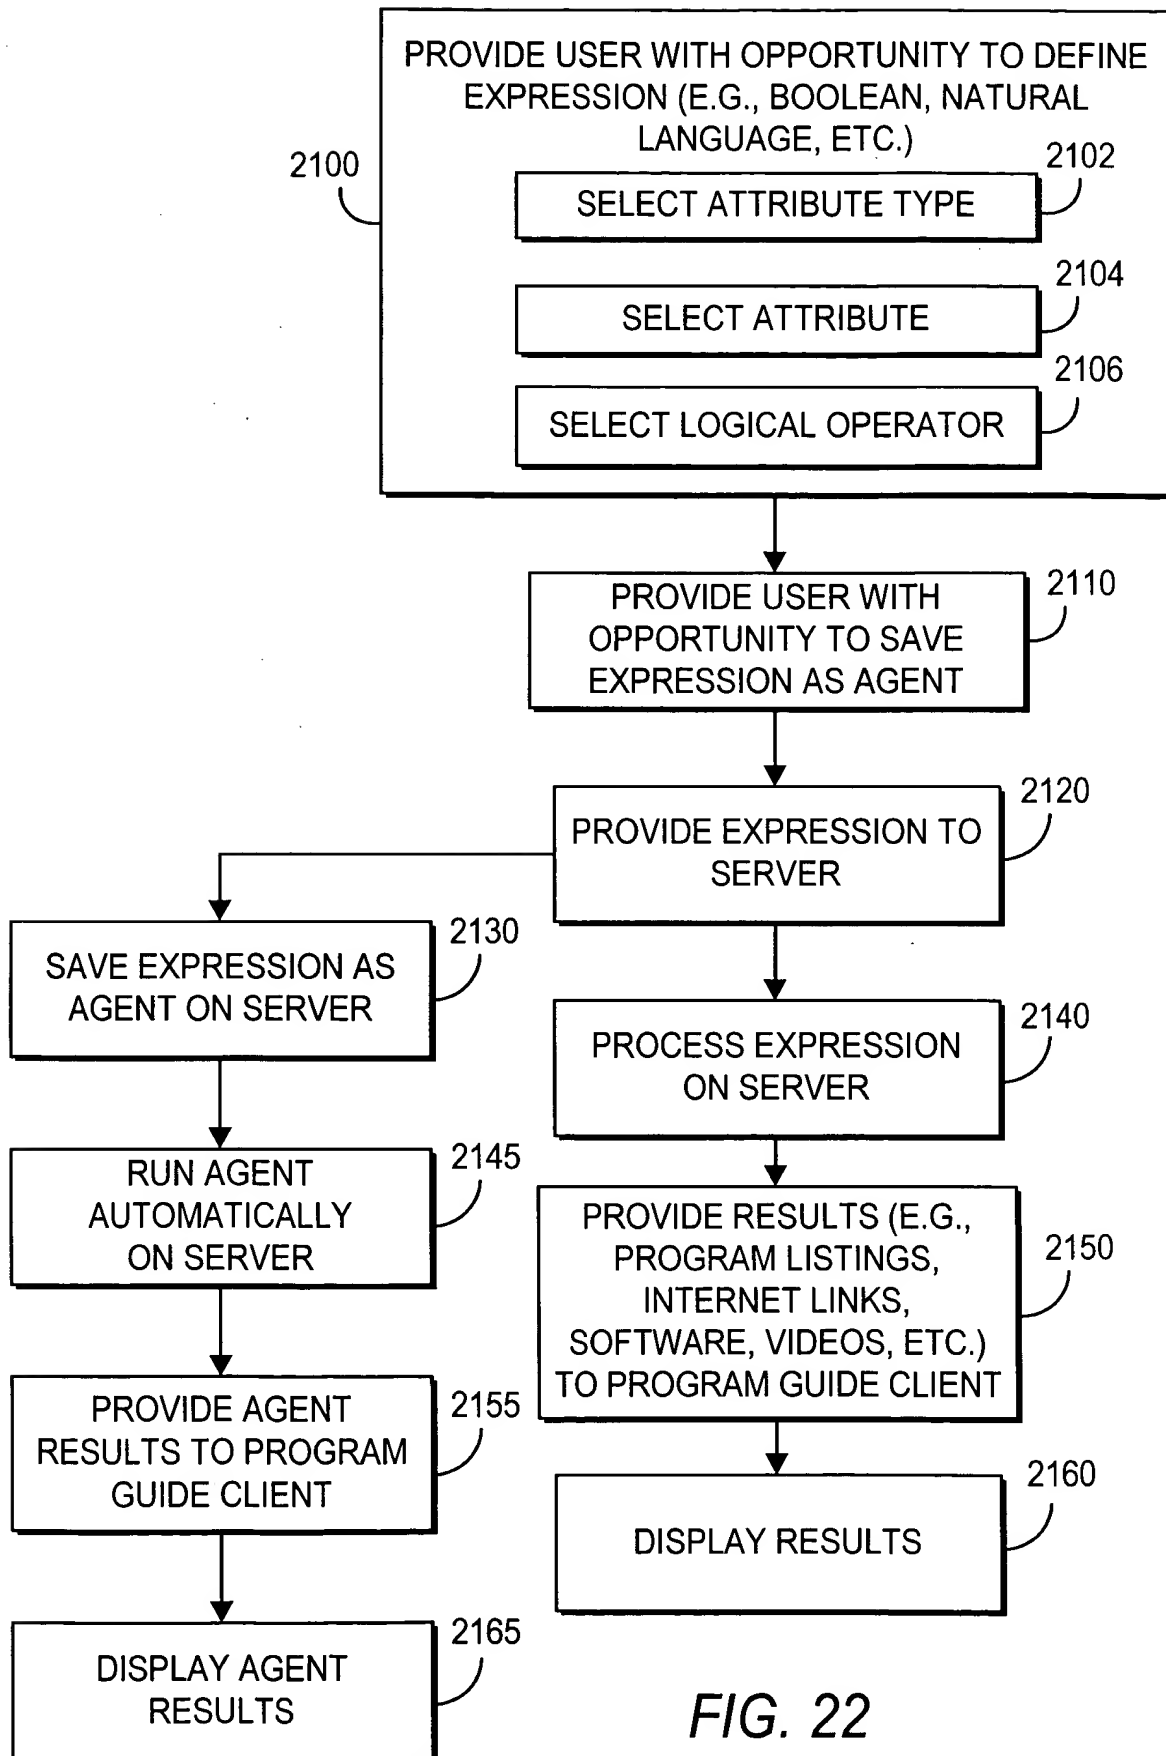 PROVIDE USER WITH OPPORTUNITY TO DEFINE
EXPRESSION (E.G., BOOLEAN, NATURAL
LANGUAGE, ETC.)
2100
2102
SELECT ATTRIBUTE TYPE
2104
SELECT ATTRIBUTE
2106
SELECT LOGICAL OPERATOR
2110
PROVIDE USER WITH
OPPORTUNITY TO SAVE
EXPRESSION AS AGENT
2120
PROVIDE EXPRESSION TO
SERVER
2130
SAVE EXPRESSION AS
AGENT ON SERVER
2140
PROCESS EXPRESSION
ON SERVER
2145
RUN AGENT
AUTOMATICALLY
ON SERVER
2150
PROVIDE RESULTS (E.G.,
PROGRAM LISTINGS,
INTERNET LINKS,
SOFTWARE, VIDEOS, ETC.)
TO PROGRAM GUIDE CLIENT
2155
PROVIDE AGENT
RESULTS TO PROGRAM
GUIDE CLIENT
2160
DISPLAY RESULTS
2165
DISPLAY AGENT
RESULTS
FIG. 22